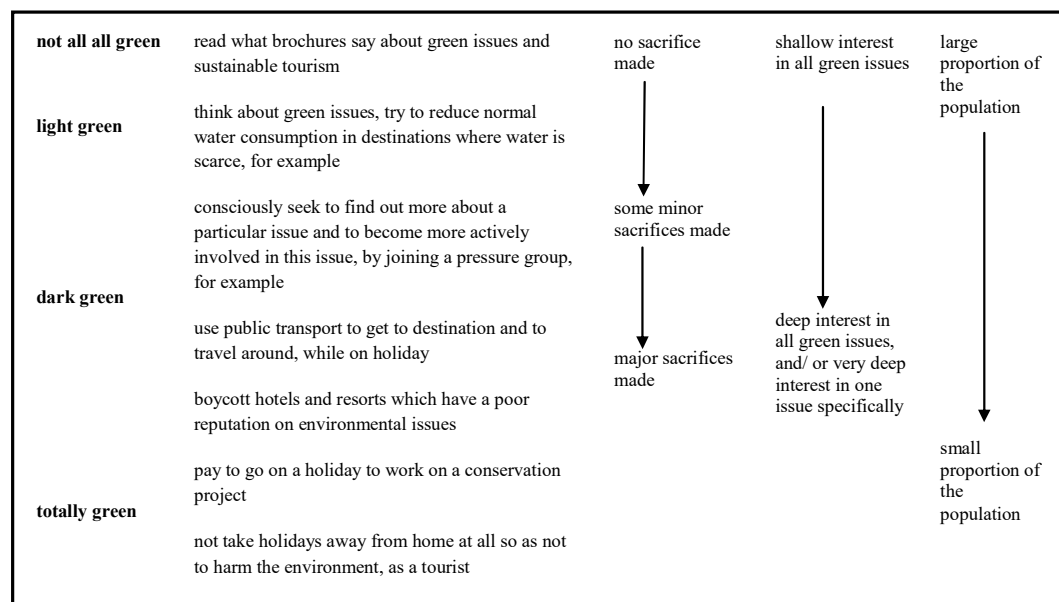 not all all green
read what brochures say about green issues and
sustainable tourism
no sacrifice
made
shallow interest
in all green issues
large
proportion of
the
population
light green
think about green issues, try to reduce normal
water consumption in destinations where water is
scarce, for example
consciously seek to find out more about a
particular issue and to become more actively
involved in this issue, by joining a pressure group,
for example
some minor
sacrifices made
dark green
use public transport to get to destination and to
travel around, while on holiday
major sacrifices
made
deep interest in
all green issues,
and/ or very deep
interest in one
issue specifically
boycott hotels and resorts which have a poor
reputation on environmental issues
small
proportion of
the
population
pay to go on a holiday to work on a conservation
project
totally green
not take holidays away from home at all so as not
to harm the environment, as a tourist